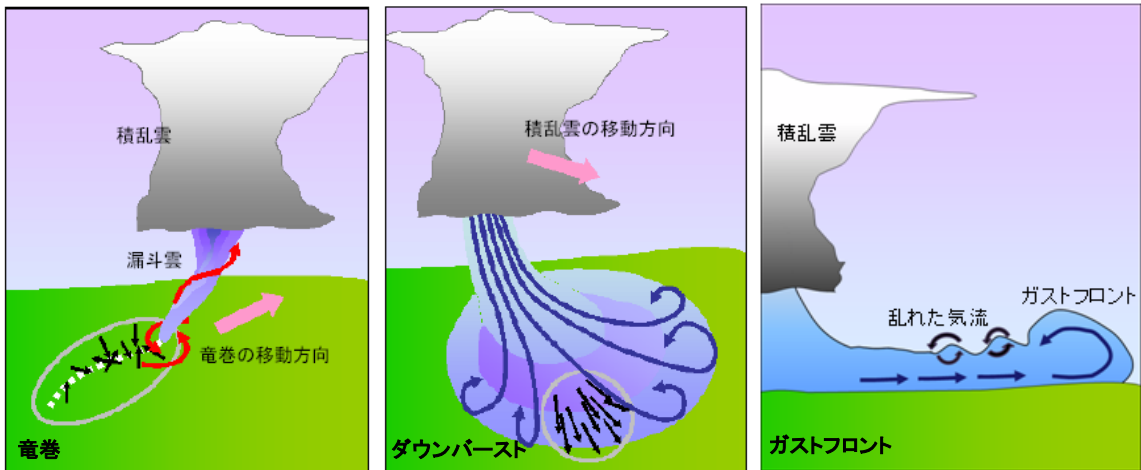 積乱雲
漏斗雲
竜巻の移動方向
竜巻
積乱雲の移動方向
ダウンバースト
積乱雲
ガストフロント
乱れた気流
ガストフロント